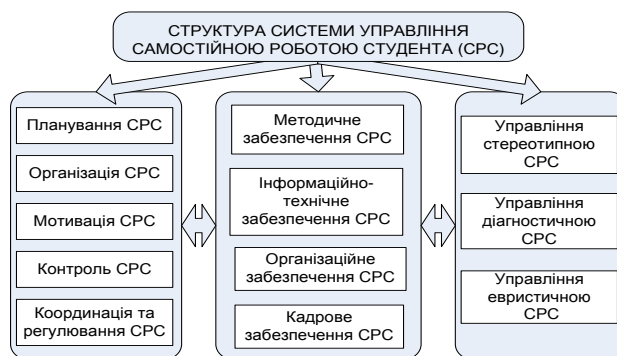 СТРУКТУРА СИСТЕМИ УПРАВЛІННЯ
САМОСТІЙНОЮ РОБОТОЮ СТУДЕНТА (СРС)
Планування СРС
Організація СРС
Мотивація СРС
Контроль СРС
Координація та
регулювання СРС
Методичне
забезпечення СРС
Інформаційно-
технічне
забезпечення СРС
Організаційне
забезпечення СРС
Кадрове
забезпечення СРС
Управління
стереотипною
СРС
Управління
діагностичною
СРС
Управління
евристичною
СРС